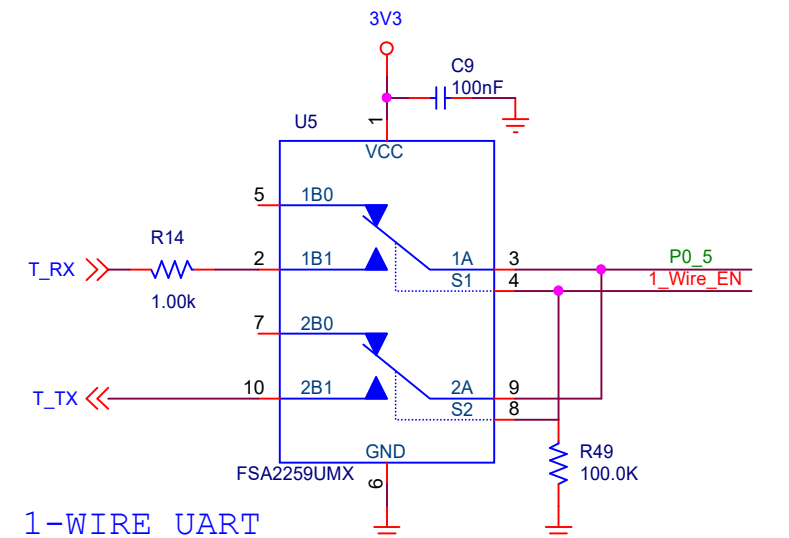 3V3
C9
100nF
U5
1
VCC
5 1B0
R14
T_RX 2 1B1 1A 3 P0_5
S1 4 1_Wire_EN
1.00k
7 2B0
T_TX 10 2B1 2A 9
S2 8
GND R49
FSA2259UMX 100.0K
6
1-WIRE UART